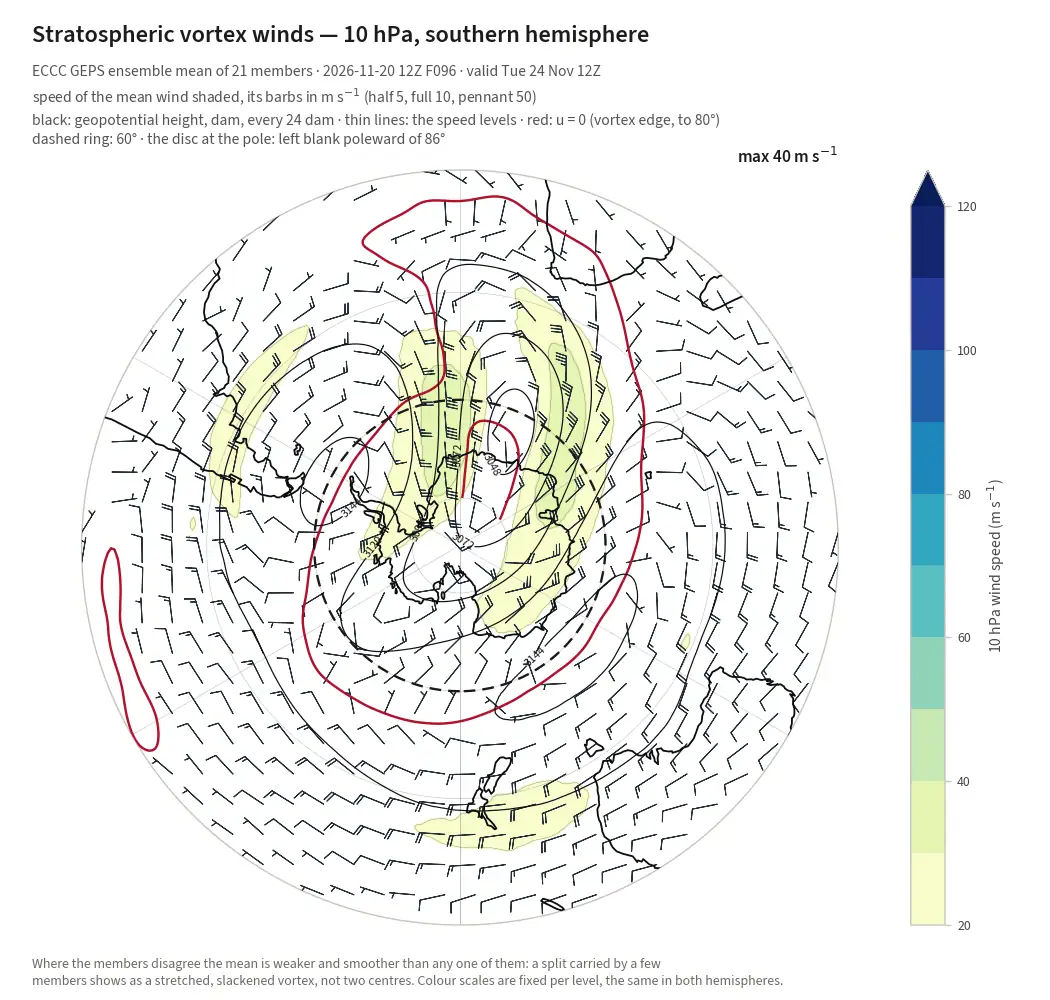 Stratospheric vortex winds — 10 hPa, southern hemisphere
ECCC GEPS ensemble mean of 21 members · 2026-11-20 12Z F096 · valid Tue 24 Nov 12Z
speed of the mean wind shaded, its barbs in m s⁻¹ (half 5, full 10, pennant 50)
black: geopotential height, dam, every 24 dam · thin lines: the speed levels · red: u = 0 (vortex edge, to 80°)
dashed ring: 60° · the disc at the pole: left blank poleward of 86°
max 40 m s⁻¹
120
100
80
60
40
20
10 hPa wind speed (m s⁻¹)
3048
3072
3144
Where the members disagree the mean is weaker and smoother than any one of them: a split carried by a few
members shows as a stretched, slackened vortex, not two centres. Colour scales are fixed per level, the same in both hemispheres.